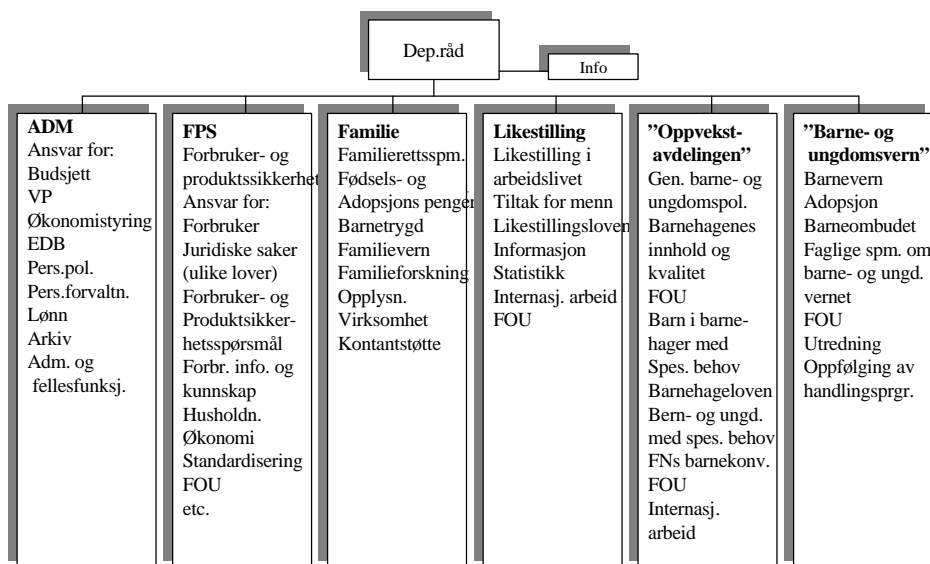 Dep.råd
Info
ADM
Ansvar for:
Budsjett
VP
Økonomistyring
EDB
Pers.pol.
Pers.forvaltn.
Lønn
Arkiv
Adm. og
fellesfunksj.
FPS
Forbruker- og
produktssikkerhet
Ansvar for:
Forbruker
Juridiske saker
(ulike lover)
Forbruker- og
Produktsikker-
hetsspørsmål
Forbr. info. og
kunnskap
Husholdn.
Økonomi
Standardisering
FOU
etc.
Familie
Familierettsspm.
Fødsels- og
Adopsjons penger
Barnetrygd
Familievern
Familieforskning
Opplysn.
Virksomhet
Kontantstøtte
Likestilling
Likestilling i
arbeidslivet
Tiltak for menn
Likestillingsloven
Informasjon
Statistikk
Internasj. arbeid
FOU
”Oppvekst-
avdelingen”
Gen. barne- og
ungdomspol.
Barnehagenes
innhold og
kvalitet
FOU
Barn i barne-
hager med
Spes. behov
Barnehageloven
Bern- og ungd.
med spes. behov
FNs barnekonv.
FOU
Internasj.
arbeid
”Barne- og
ungdomsvern”
Barnevern
Adopsjon
Barneombudet
Faglige spm. om
barne- og ungd.
vernet
FOU
Utredning
Oppfølging av
handlingsprgr.